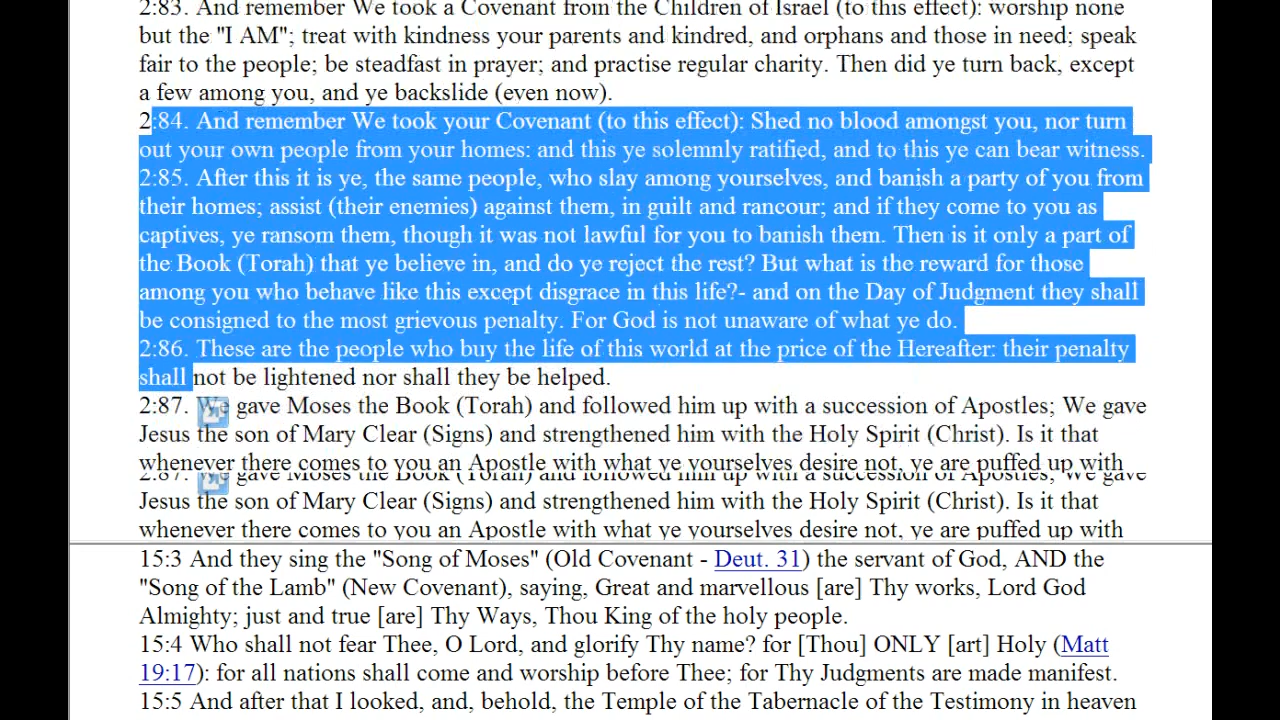 2:83. And remember We took a Covenant from the Children of Israel (to this effect): worship none
but the "I AM"; treat with kindness your parents and kindred, and orphans and those in need; speak
fair to the people; be steadfast in prayer; and practise regular charity. Then did ye turn back, except
a few among you, and ye backslide (even now).
2:84. And remember We took your Covenant (to this effect): Shed no blood amongst you, nor turn
out your own people from your homes: and this ye solemnly ratified, and to this ye can bear witness.
2:85. After this it is ye, the same people, who slay among yourselves, and banish a party of you from
their homes; assist (their enemies) against them, in guilt and rancour; and if they come to you as
captives, ye ransom them, though it was not lawful for you to banish them. Then is it only a part of
the Book (Torah) that ye believe in, and do ye reject the rest? But what is the reward for those
among you who behave like this except disgrace in this life?- and on the Day of Judgment they shall
be consigned to the most grievous penalty. For God is not unaware of what ye do.
2:86. These are the people who buy the life of this world at the price of the Hereafter: their penalty
shall not be lightened nor shall they be helped.
2:87. We gave Moses the Book (Torah) and followed him up with a succession of Apostles; We gave
Jesus the son of Mary Clear (Signs) and strengthened him with the Holy Spirit (Christ). Is it that
whenever there comes to you an Apostle with what ye yourselves desire not, ye are puffed up with
2:87. We gave Moses the Book (Torah) and followed him up with a succession of Apostles; We gave
Jesus the son of Mary Clear (Signs) and strengthened him with the Holy Spirit (Christ). Is it that
whenever there comes to you an Apostle with what ye yourselves desire not, ye are puffed up with
15:3 And they sing the "Song of Moses" (Old Covenant - Deut. 31) the servant of God, AND the
"Song of the Lamb" (New Covenant), saying, Great and marvellous [are] Thy works, Lord God
Almighty; just and true [are] Thy Ways, Thou King of the holy people.
15:4 Who shall not fear Thee, O Lord, and glorify Thy name? for [Thou] ONLY [art] Holy (Matt
19:17): for all nations shall come and worship before Thee; for Thy Judgments are made manifest.
15:5 And after that I looked, and, behold, the Temple of the Tabernacle of the Testimony in heaven